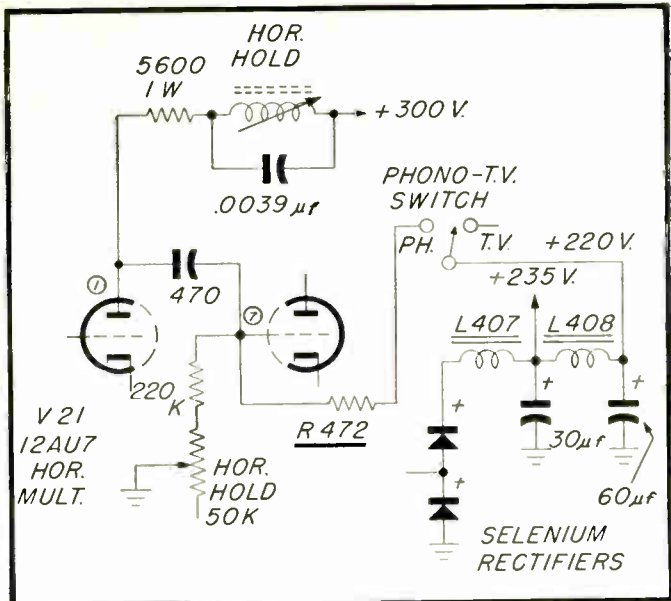 HOR.
HOLD
5600
1W
+300 V.
.0039 µf
PHONO-T.V.
SWITCH
PH.
T.V.
+220 V.
+235 V.
①
470
⑦
L407
L408
220
K
R 472
30µf
60µf
V 21
12AU7
HOR.
MULT.
HOR.
HOLD
50K
+
+
+
+
SELENIUM
RECTIFIERS